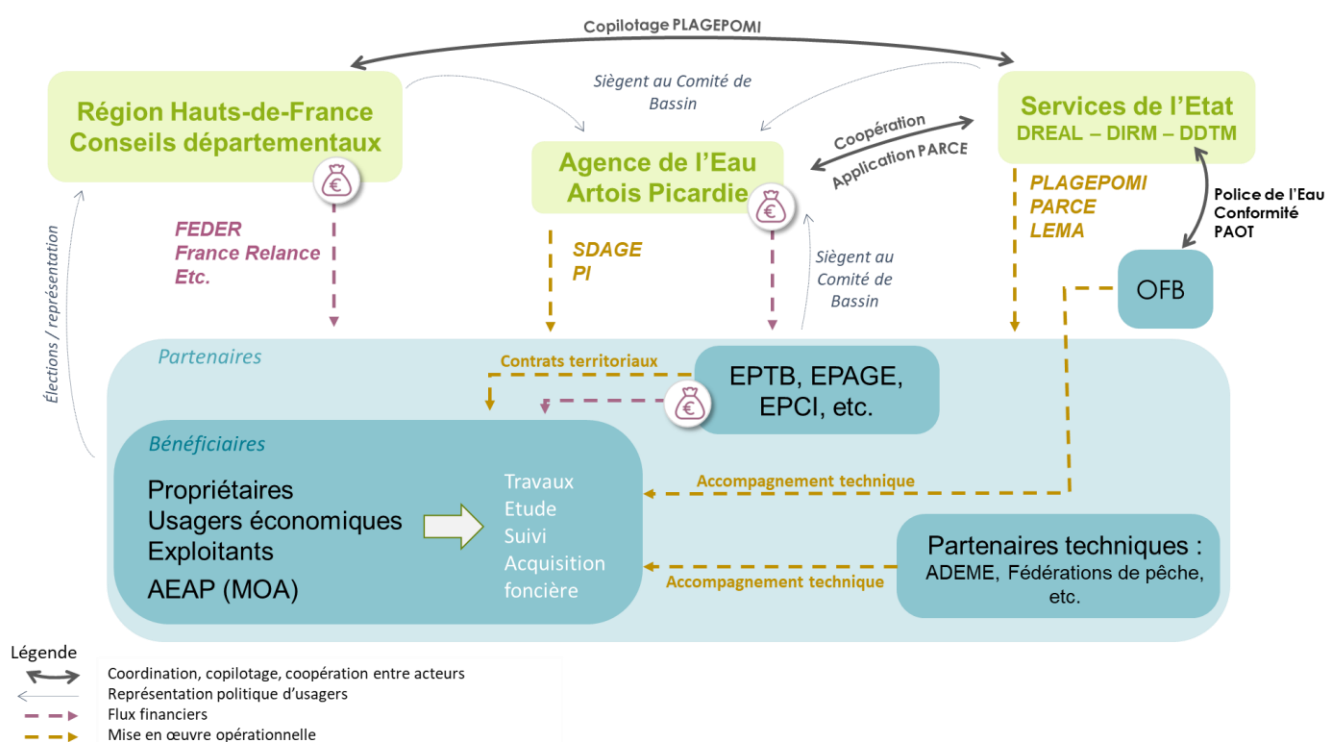 Copilotage PLAGEPOMI
Siègent au Comité de
Bassin
Région Hauts-de-France
Conseils départementaux
Services de l'Etat
DREAL – DIRM – DDTM
Agence de l'Eau
Artois Picardie
Coopération
Application PARCE
€
€
FEDER
France Relance
Etc.
SDAGE
PI
Siègent au
Comité de
Bassin
PLAGEPOMI
PARCE
LEMA
Police de l'Eau
Conformité
PAOT
OFB
Élections / représentation
Partenaires
Contrats territoriaux
EPTB, EPAGE,
EPCI, etc.
€
Bénéficiaires
Propriétaires
Usagers économiques
Exploitants
AEAP (MOA)
Travaux
Etude
Suivi
Acquisition
foncière
Accompagnement technique
Accompagnement technique
Partenaires techniques :
ADEME, Fédérations de pêche,
etc.
Légende
Coordination, copilotage, coopération entre acteurs
Représentation politique d'usagers
Flux financiers
Mise en œuvre opérationnelle